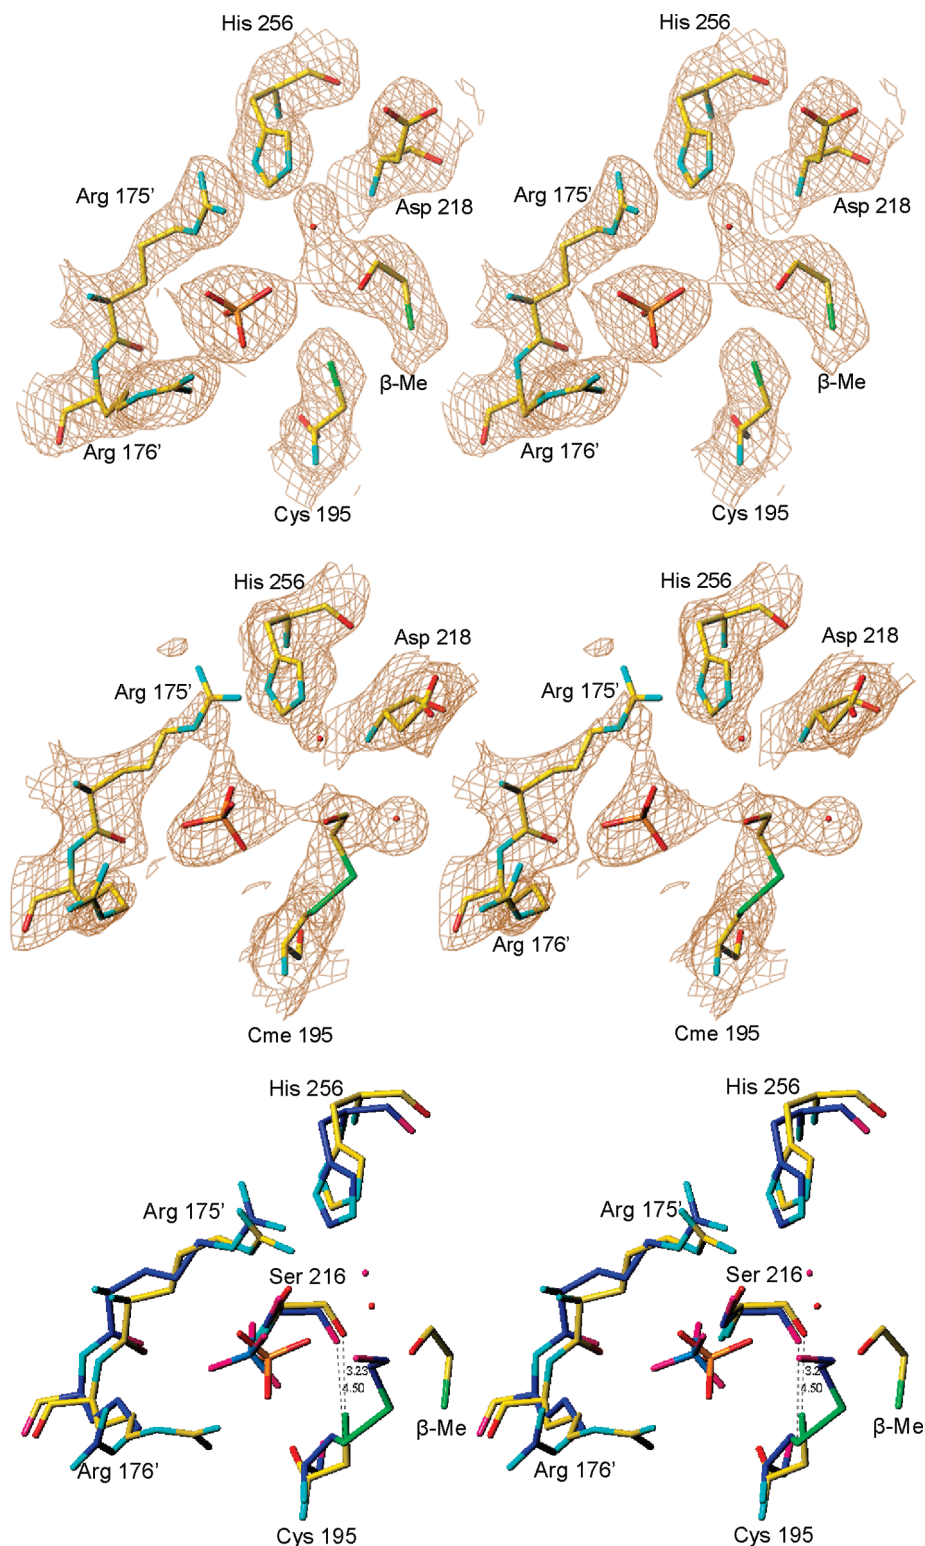 His 256
His 256
Arg 175'
Arg 175'
Asp 218
Asp 218
β-Me
β-Me
Arg 176'
Arg 176'
Cys 195
Cys 195
His 256
His 256
Asp 218
Asp 218
Arg 175'
Arg 175'
Arg 176'
Cme 195
Cme 195
His 256
His 256
Arg 175'
Arg 175'
Ser 216
Ser 216
3.23
3.2
4.50
4.50
β-Me
β-Me
Arg 176'
Arg 176'
Cys 195
Cys 195